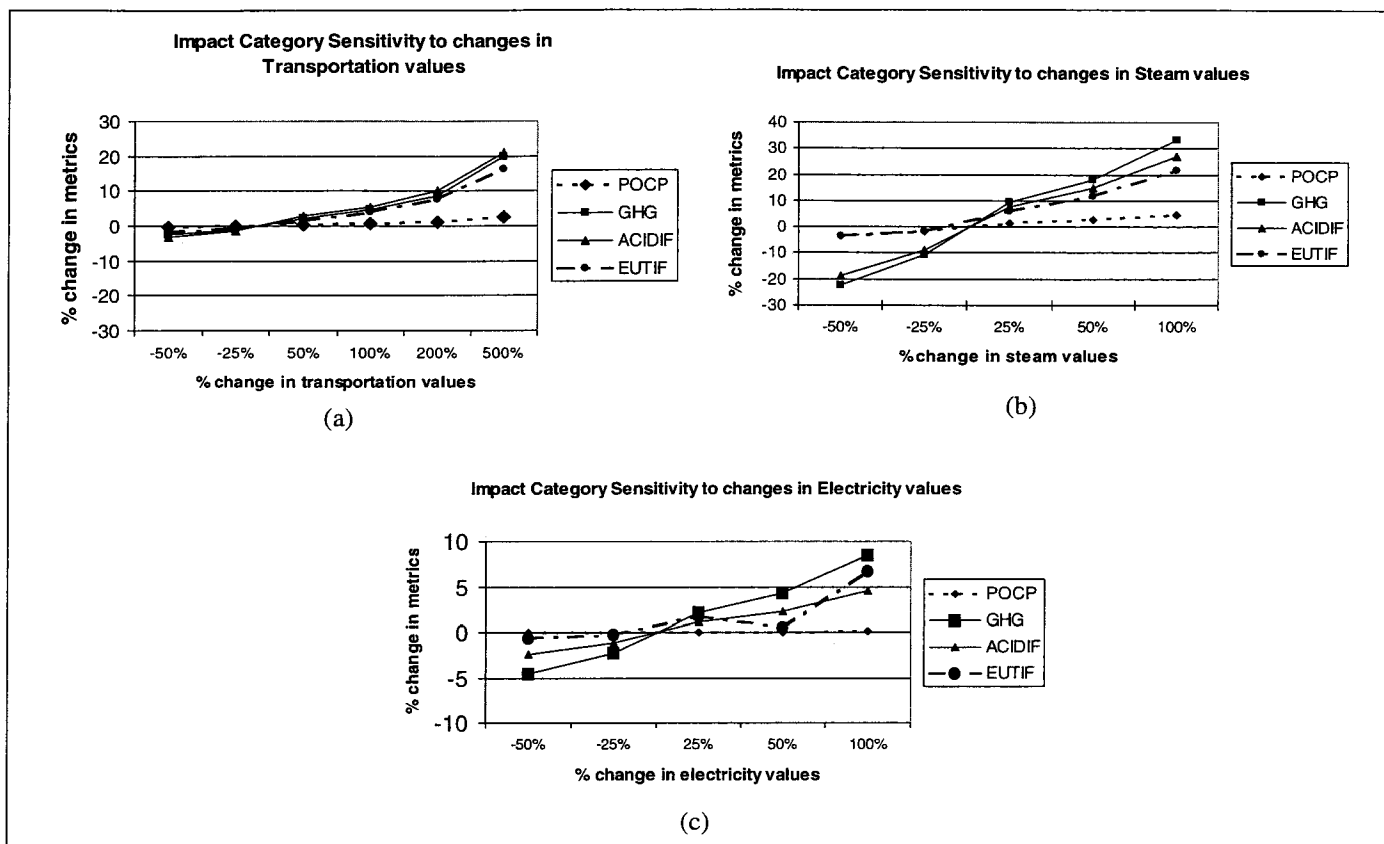 Impact Category Sensitivity to changes in
Transportation values
% change in metrics
30
20
10
0
-10
-20
-30
-50% -25% 50% 100% 200% 500%
% change in transportation values
POCP
GHG
ACIDIF
EUTIF
(a)
Impact Category Sensitivity to changes in Steam values
% change in metrics
40
30
20
10
0
-10
-20
-30
-50% -25% 25% 50% 100%
%change in steam values
POCP
GHG
ACIDIF
EUTIF
(b)
Impact Category Sensitivity to changes in Electricity values
% change in metrics
10
5
0
-5
-10
-50% -25% 25% 50% 100%
% change in electricity values
POCP
GHG
ACIDIF
EUTIF
(c)